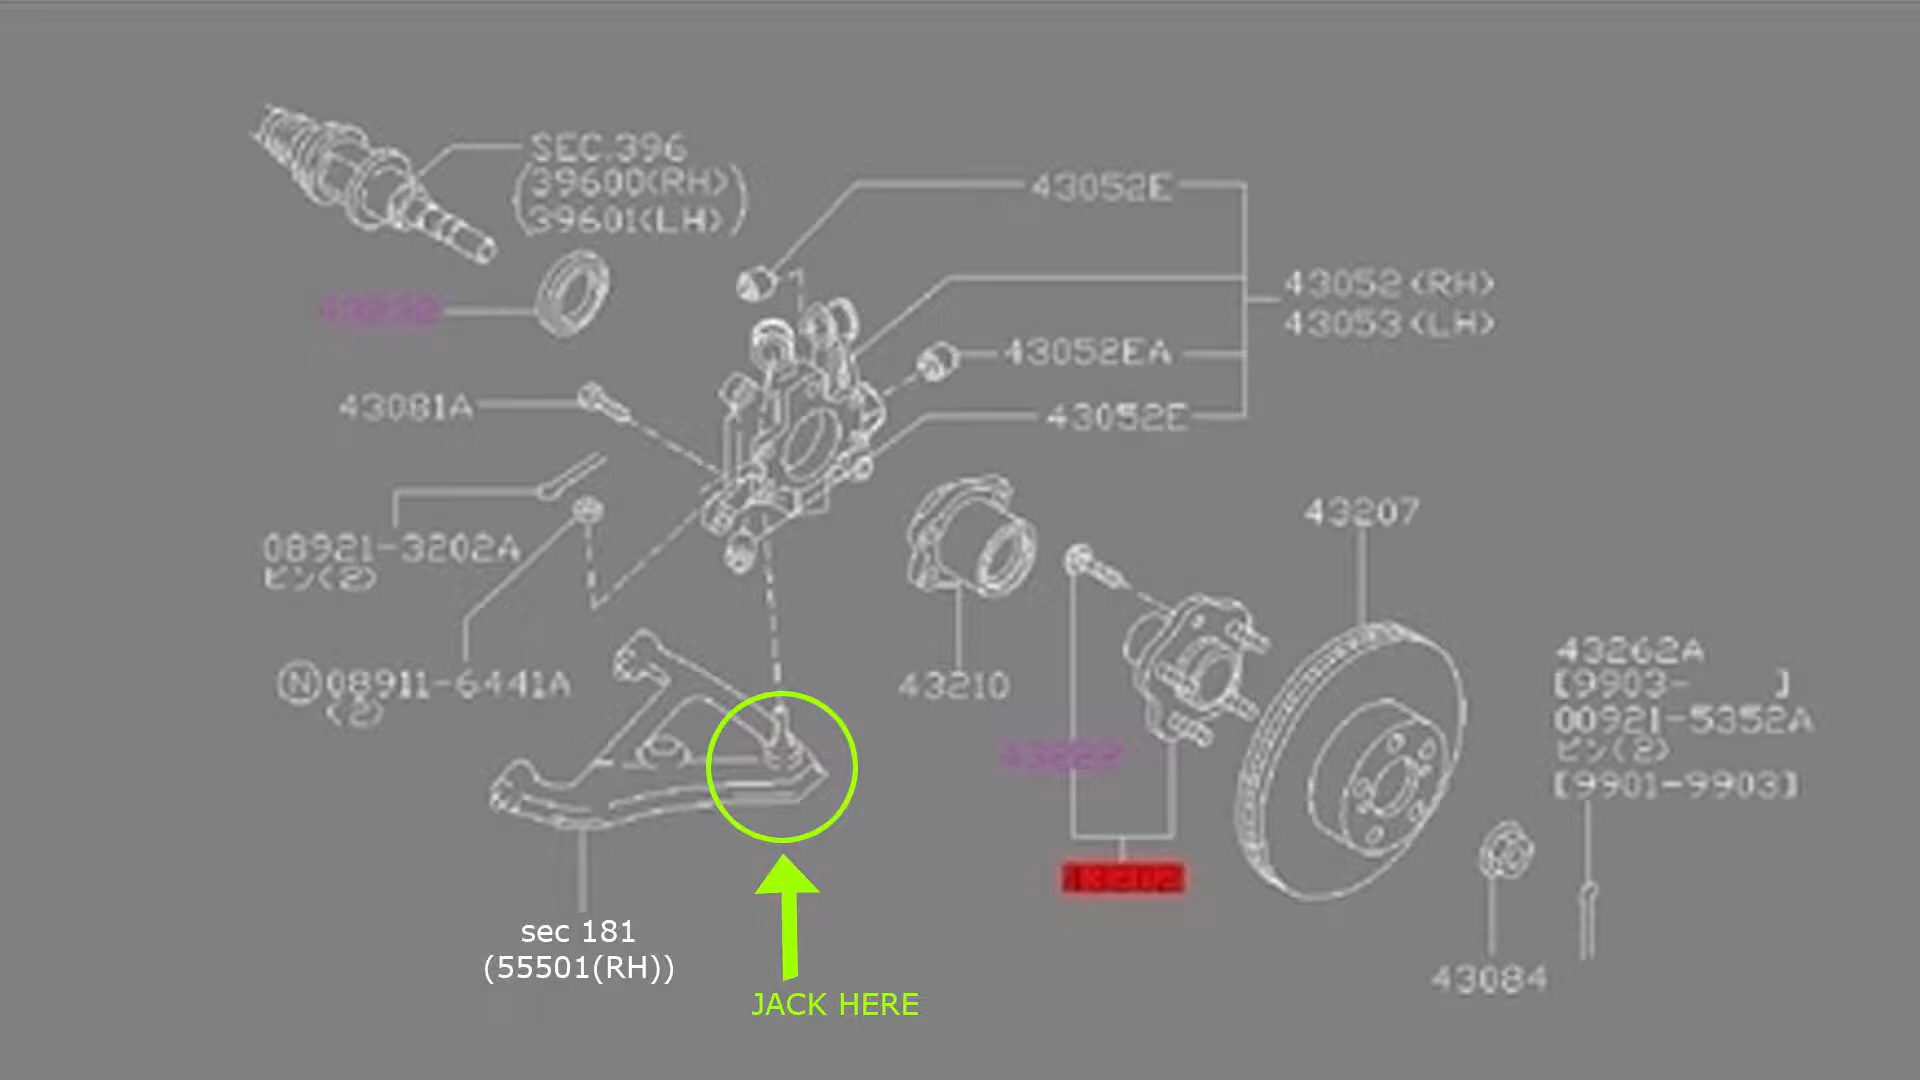 SEC.396
(39600(RH)
39601(LH))
43052E
43052(RH)
43053(LH)
43052EA
43081A
43052E
08921-3202A
ピン(2)
43207
N08911-6441A
(2)
43210
43262A
[9903- ]
00921-5352A
ピン(2)
[9901-9903]
43202
sec 181
(55501(RH))
43084
JACK HERE